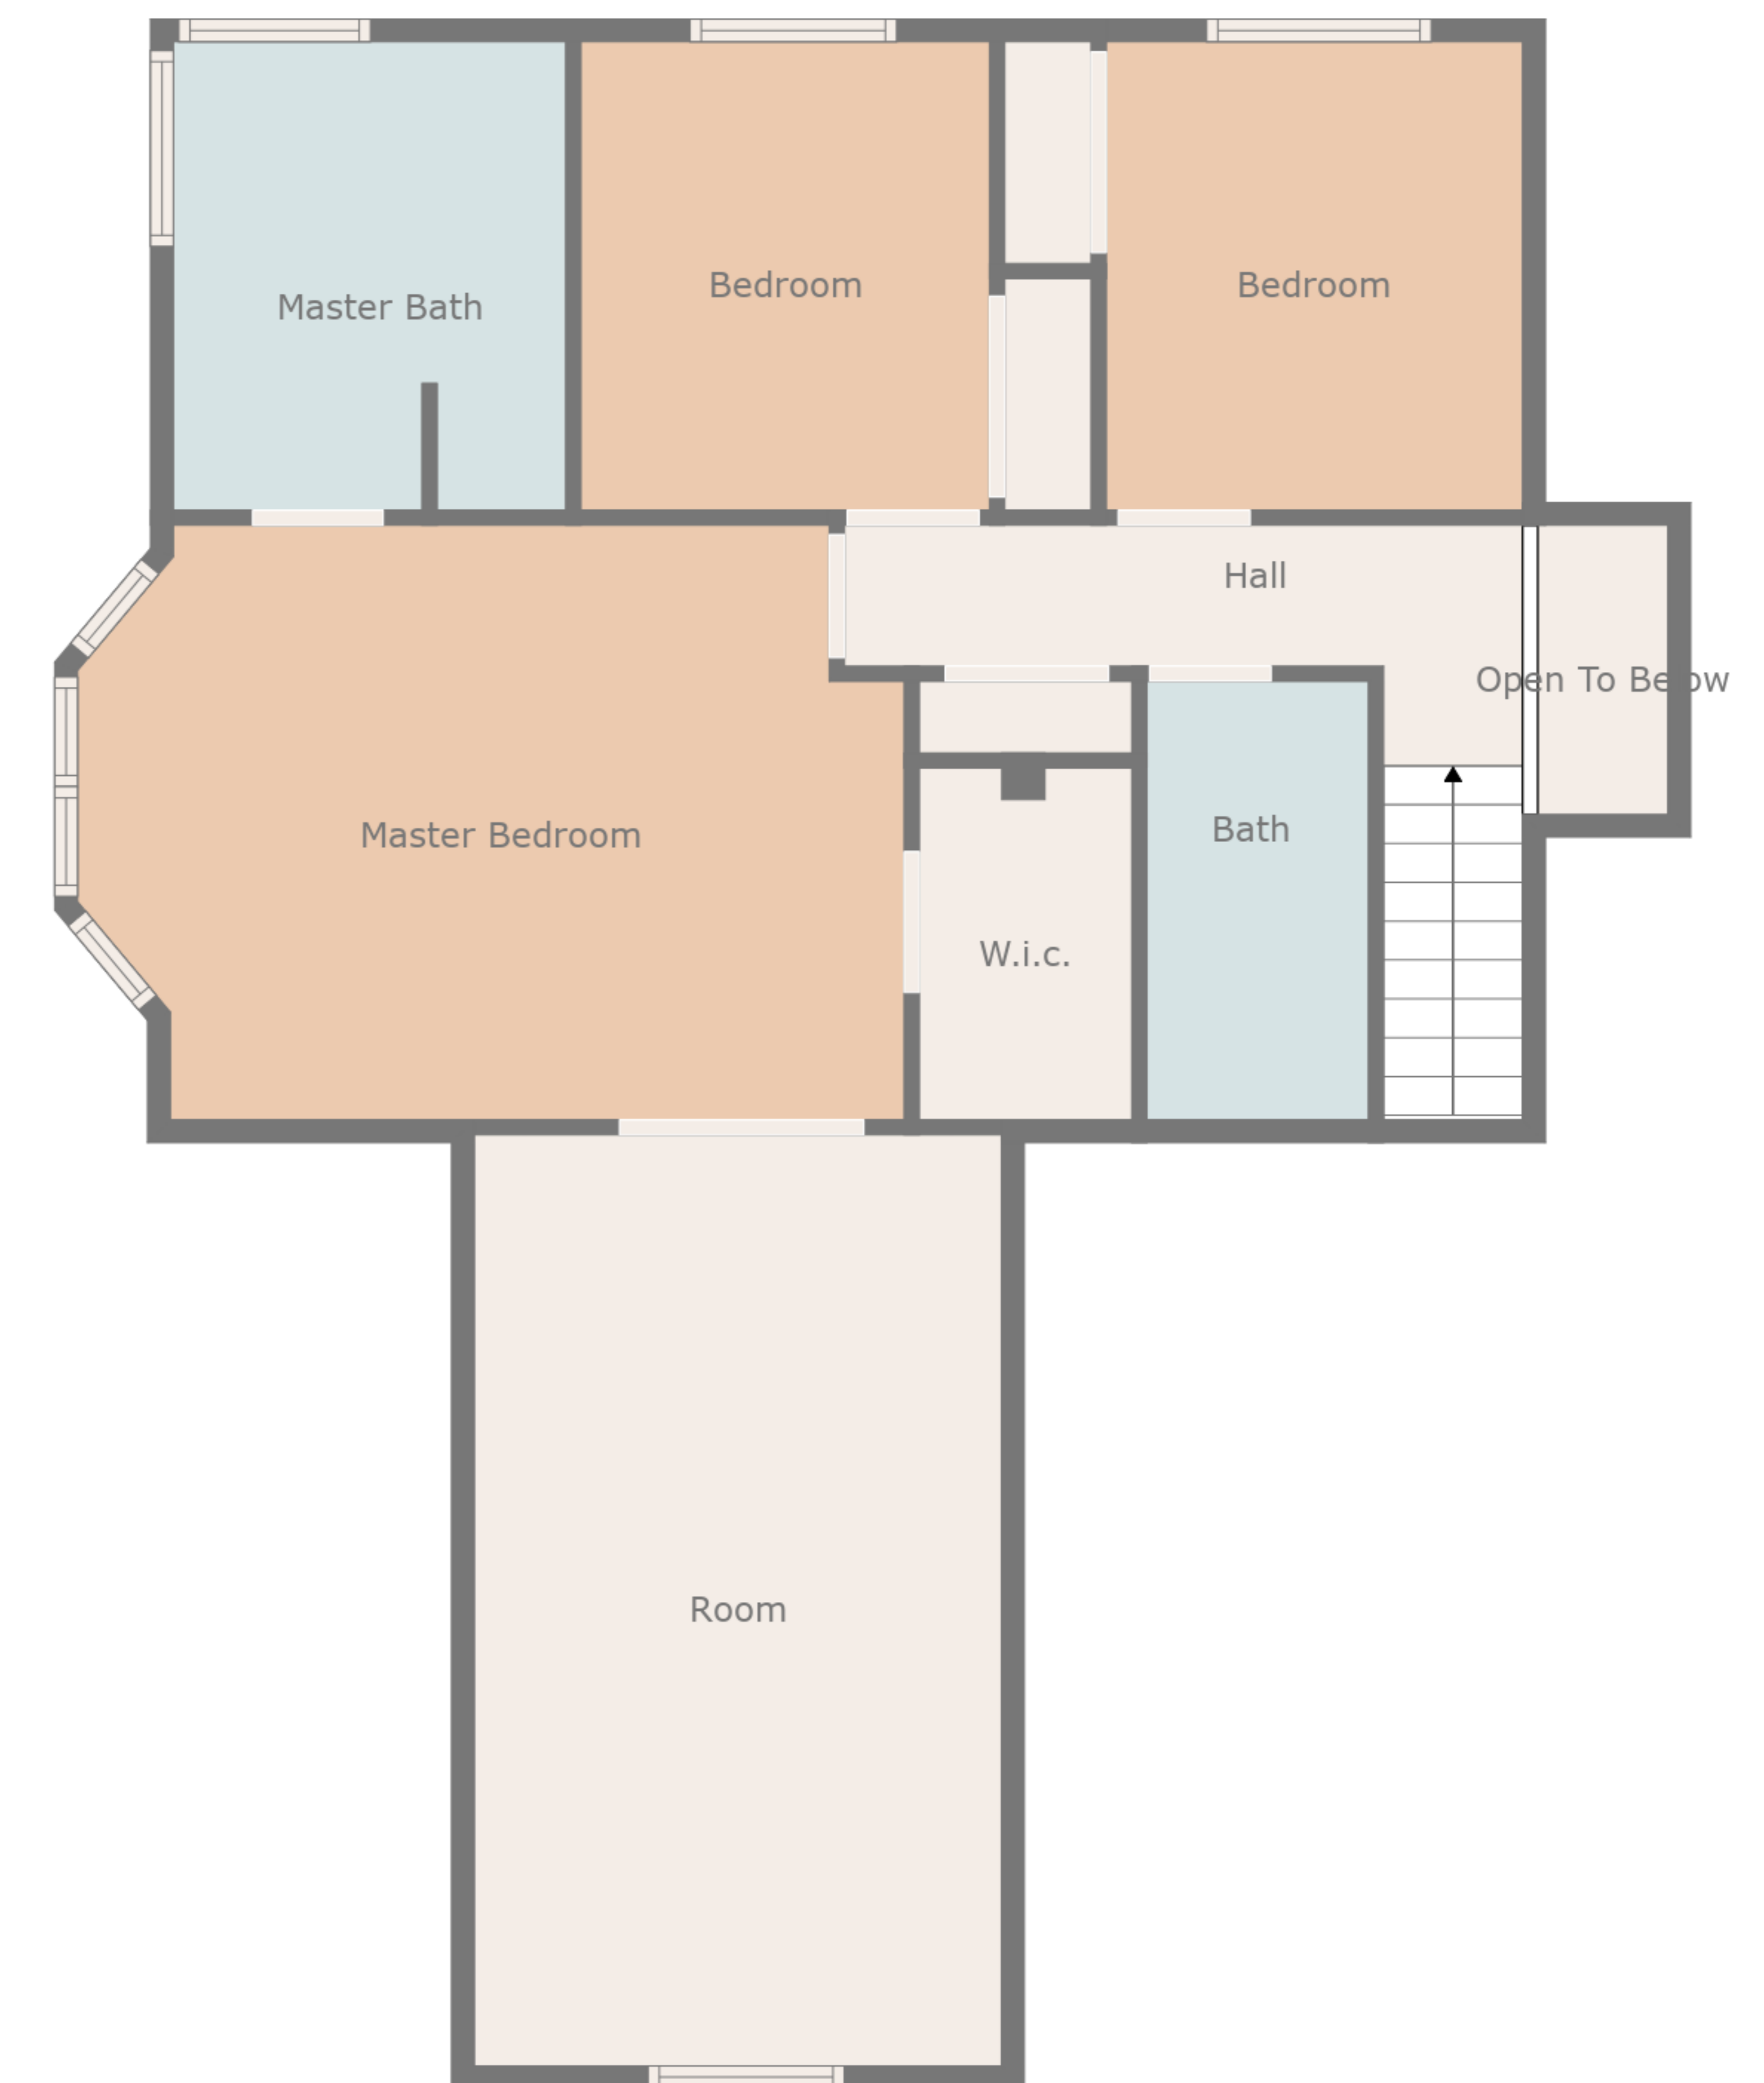 Bedroom
Bedroom
Master Bath
Hall
Open To Below
Bath
Master Bedroom
W.i.c.
Room